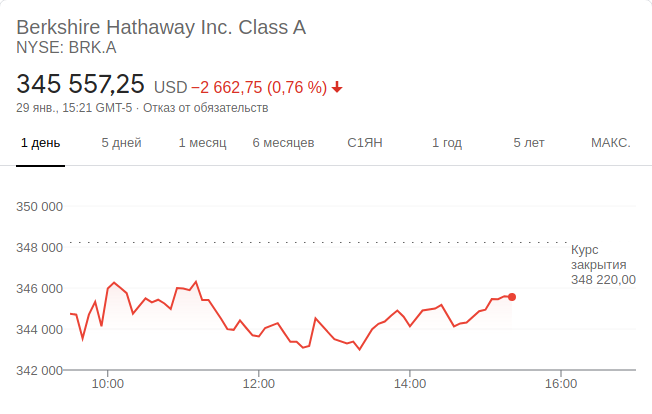 Berkshire Hathaway Inc. Class A
NYSE: BRK.A
345 557,25 USD −2 662,75 (0,76 %)
29 янв., 15:21 GMT-5 · Отказ от обязательств
1 день 5 дней 1 месяц 6 месяцев С1ЯН 1 год 5 лет МАКС.
350 000
348 000
Курс
закрытия
348 220,00
346 000
344 000
342 000
10:00 12:00 14:00 16:00